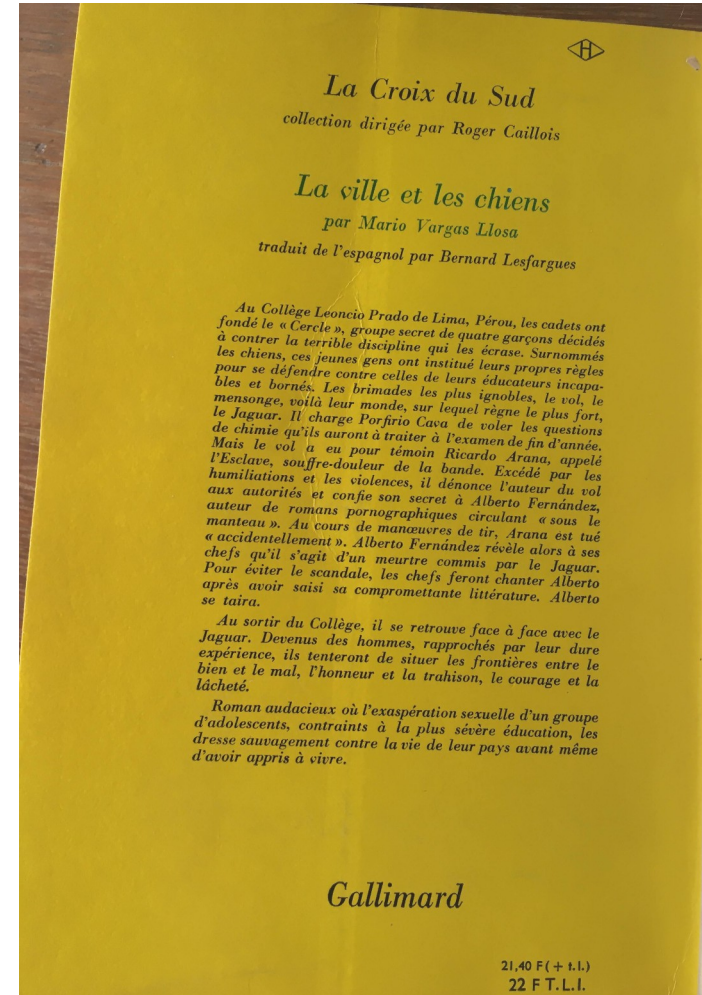 H
La Croix du Sud
collection dirigée par Roger Caillois
La ville et les chiens
par Mario Vargas Llosa
traduit de l'espagnol par Bernard Lesfargues
Au Collège Leoncio Prado de Lima, Pérou, les cadets ont
fondé le « Cercle », groupe secret de quatre garçons décidés
à contrer la terrible discipline qui les écrase. Surnommés
les chiens, ces jeunes gens ont institué leurs propres règles
pour se défendre contre celles de leurs éducateurs incapa-
bles et bornés. Les brimades les plus ignobles, le vol, le
mensonge, voilà leur monde, sur lequel règne le plus fort,
le Jaguar. Il charge Porfirio Cava de voler les questions
de chimie qu'ils auront à traiter à l'examen de fin d'année.
Mais le vol a eu pour témoin Ricardo Arana, appelé
l'Esclave, souffre-douleur de la bande. Excédé par les
humiliations et les violences, il dénonce l'auteur du vol
aux autorités et confie son secret à Alberto Fernández,
auteur de romans pornographiques circulant « sous le
manteau ». Au cours de manœuvres de tir, Arana est tué
« accidentellement ». Alberto Fernández révèle alors à ses
chefs qu'il s'agit d'un meurtre commis par le Jaguar.
Pour éviter le scandale, les chefs feront chanter Alberto
après avoir saisi sa compromettante littérature. Alberto
se taira.
Au sortir du Collège, il se retrouve face à face avec le
Jaguar. Devenus des hommes, rapprochés par leur dure
expérience, ils tenteront de situer les frontières entre le
bien et le mal, l'honneur et la trahison, le courage et la
lâcheté.
Roman audacieux où l'exaspération sexuelle d'un groupe
d'adolescents, contraints à la plus sévère éducation, les
dresse sauvagement contre la vie de leur pays avant même
d'avoir appris à vivre.
Gallimard
21,40 F (+ t.l.)
22 F T.L.I.